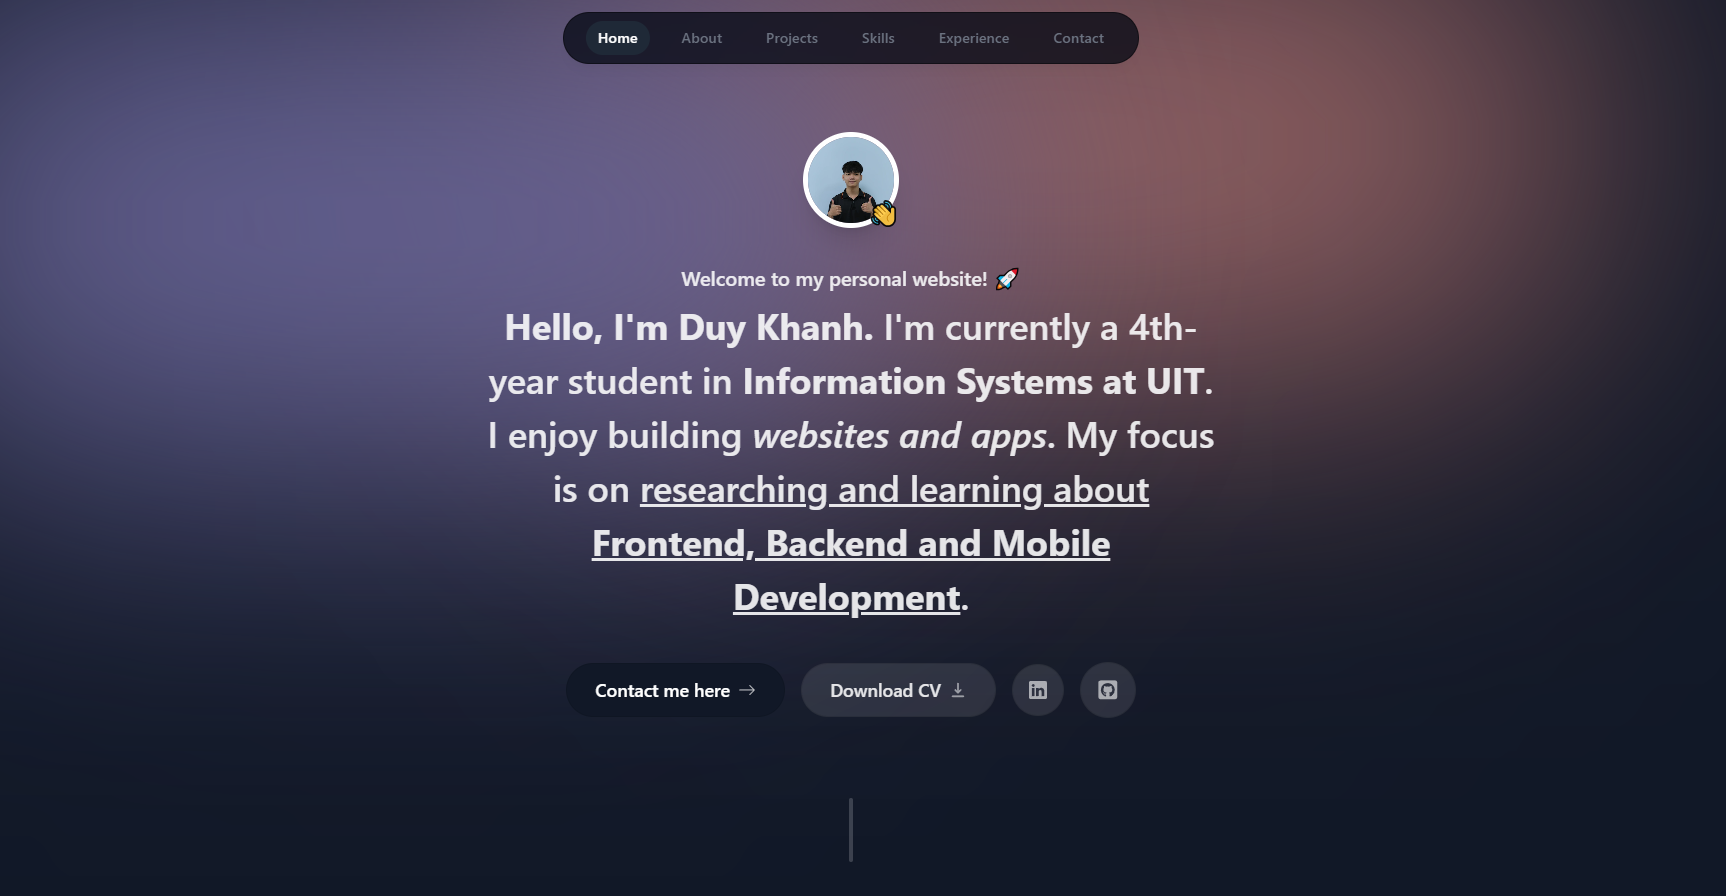 Home About Projects Skills Experience Contact
Welcome to my personal website! 🚀
Hello, I'm Duy Khanh. I'm currently a 4th-
year student in Information Systems at UIT.
I enjoy building websites and apps. My focus
is on researching and learning about
Frontend, Backend and Mobile
Development.
Contact me here → Download CV